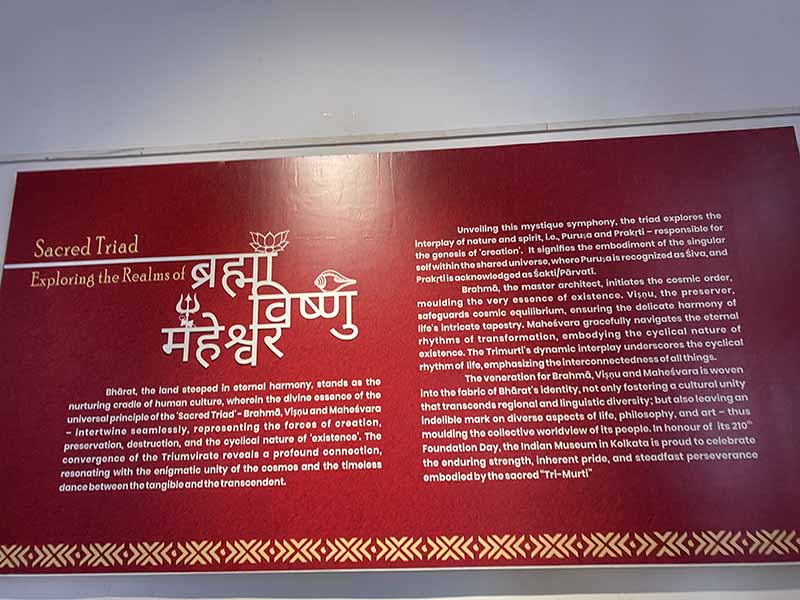 Sacred Triad
Exploring the Realms of ब्रह्मा
विष्णु
महेश्वर
Bhārat, the land steeped in eternal harmony, stands as the
nurturing cradle of human culture, wherein the divine essence of the
universal principle of the 'Sacred Triad' - Brahmā, Viṣṇu and Maheśvara
– intertwine seamlessly, representing the forces of creation,
preservation, destruction, and the cyclical nature of 'existence'. The
convergence of the Triumvirate reveals a profound connection,
resonating with the enigmatic unity of the cosmos and the timeless
dance between the tangible and the transcendent.
Unveiling this mystique symphony, the triad explores the
interplay of nature and spirit, i.e., Puruṣa and Prakṛti – responsible for
the genesis of 'creation'. It signifies the embodiment of the singular
self within the shared universe, where Puruṣa is recognized as Śiva, and
Prakṛti is acknowledged as Śakti/Pārvatī.
Brahmā, the master architect, initiates the cosmic order,
moulding the very essence of existence. Viṣṇu, the preserver,
safeguards cosmic equilibrium, ensuring the delicate harmony of
life's intricate tapestry. Maheśvara gracefully navigates the eternal
rhythms of transformation, embodying the cyclical nature of
existence. The Trimurti's dynamic interplay underscores the cyclical
rhythm of life, emphasizing the interconnectedness of all things.
The veneration for Brahmā, Viṣṇu and Maheśvara is woven
into the fabric of Bhārat's identity, not only fostering a cultural unity
that transcends regional and linguistic diversity; but also leaving an
indelible mark on diverse aspects of life, philosophy, and art – thus
moulding the collective worldview of its people. In honour of its 210th
Foundation Day, the Indian Museum in Kolkata is proud to celebrate
the enduring strength, inherent pride, and steadfast perseverance
embodied by the sacred "Tri-Murti"